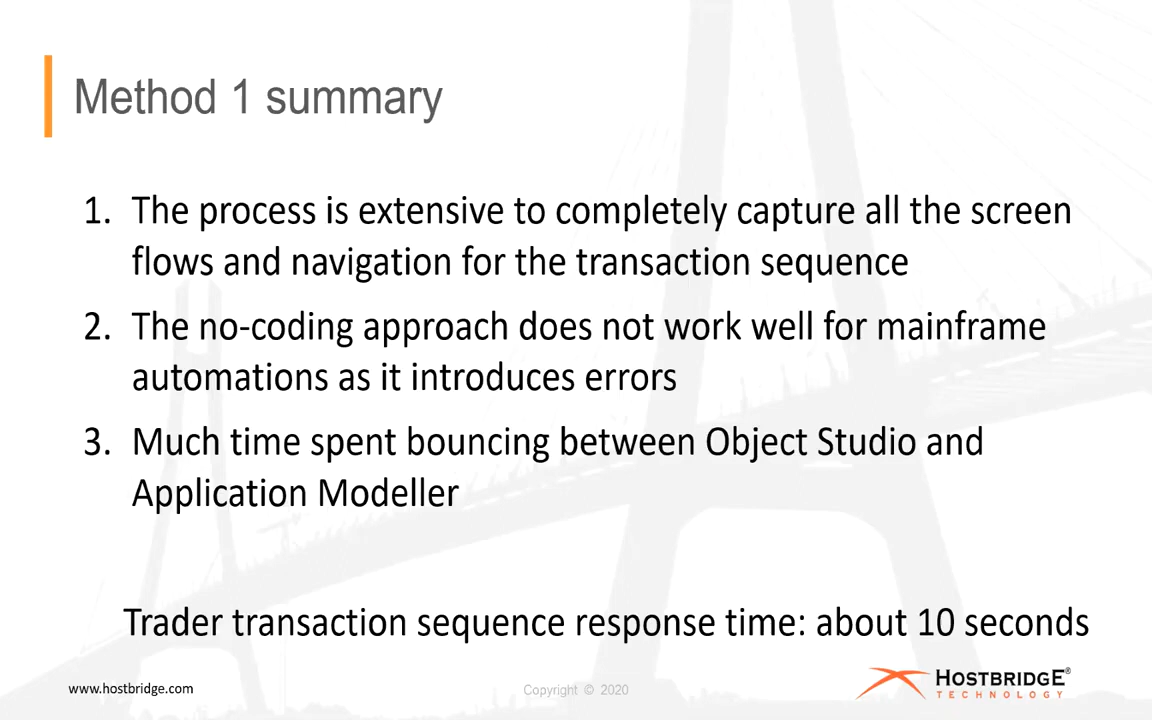 Method 1 summary
1. The process is extensive to completely capture all the screen
flows and navigation for the transaction sequence
2. The no-coding approach does not work well for mainframe
automations as it introduces errors
3. Much time spent bouncing between Object Studio and
Application Modeller
Trader transaction sequence response time: about 10 seconds
www.hostbridge.com
Copyright © 2020
HOSTBRIDGE®
TECHNOLOGY